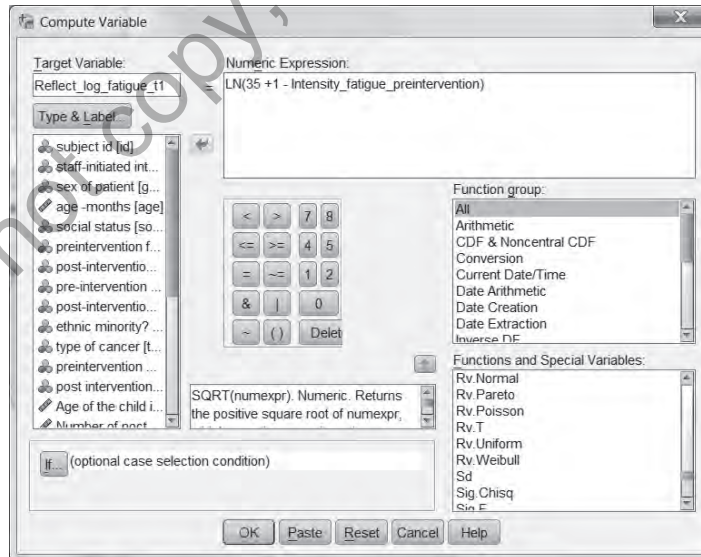 Compute Variable
Target Variable:
Reflect_log_fatigue_t1
=
Numeric Expression:
LN(35 +1 - Intensity_fatigue_preintervention)
Type & Label...
subject id [id]
staff-initiated int...
sex of patient [g...
age -months [age]
social status [so...
preintervention f...
post-interventio...
pre-intervention ...
post-interventio...
ethnic minority? ...
type of cancer [t...
preintervention ...
post intervention...
Age of the child i...
< > 7 8
<= >= 4 5
= ~= 1 2
& | 0
~ ( ) Delet
Function group:
All
Arithmetic
CDF & Noncentral CDF
Conversion
Current Date/Time
Date Arithmetic
Date Creation
Date Extraction
Inverse DF
SQRT(numexpr). Numeric. Returns
the positive square root of numexpr,
Functions and Special Variables:
Rv.Normal
Rv.Pareto
Rv.Poisson
Rv.T
Rv.Uniform
Rv.Weibull
Sd
Sig.Chisq
Sig.F
If... (optional case selection condition)
OK Paste Reset Cancel Help
not copy,